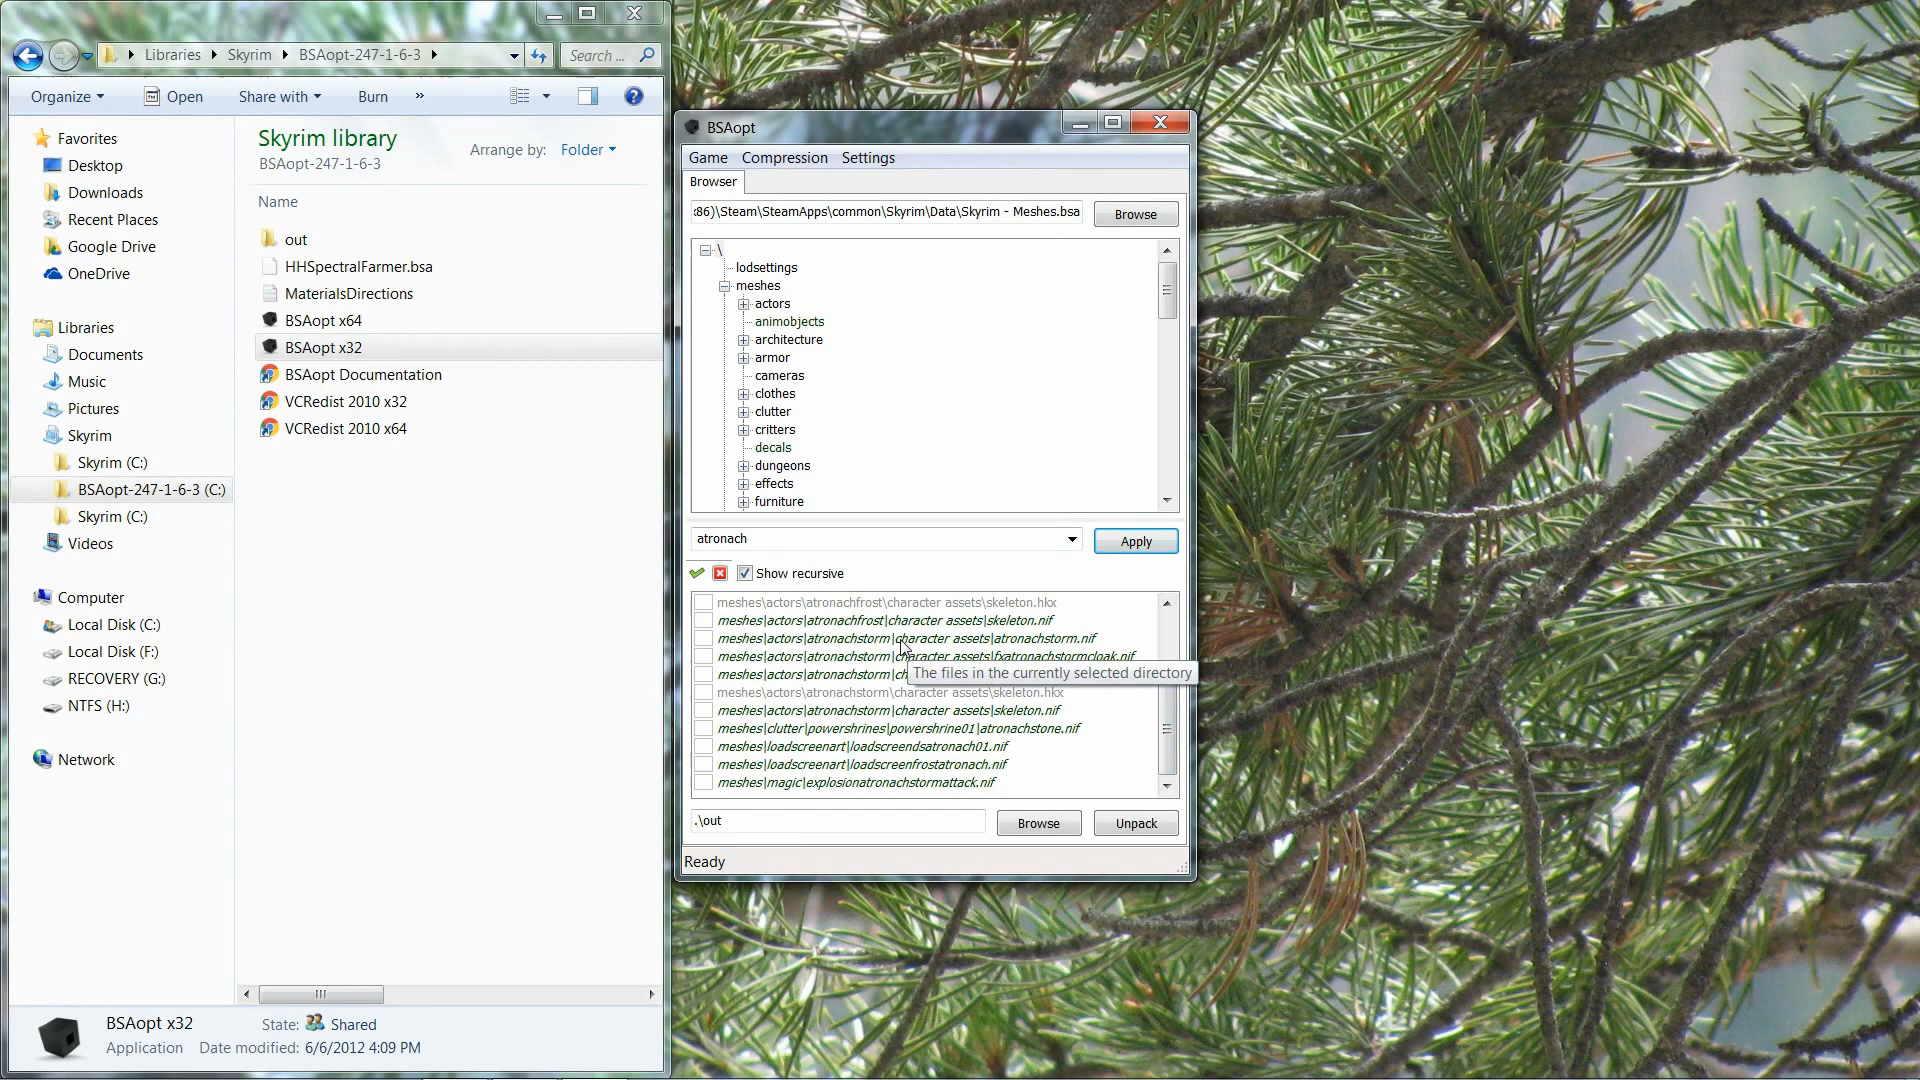 Libraries Skyrim BSAopt-247-1-6-3
Search ...
Organize Open Share with Burn »
Favorites
Desktop
Downloads
Recent Places
Google Drive
OneDrive
Libraries
Documents
Music
Pictures
Skyrim
Skyrim (C:)
BSAopt-247-1-6-3 (C:)
Skyrim (C:)
Videos
Computer
Local Disk (C:)
Local Disk (F:)
RECOVERY (G:)
NTFS (H:)
Network
Skyrim library
BSAopt-247-1-6-3
Arrange by: Folder
Name
out
HHSpectralFarmer.bsa
MaterialsDirections
BSAopt x64
BSAopt x32
BSAopt Documentation
VCRedist 2010 x32
VCRedist 2010 x64
BSAopt x32 State: Shared
Application Date modified: 6/6/2012 4:09 PM
BSAopt
Game Compression Settings
Browser
:86)\Steam\SteamApps\common\Skyrim\Data\Skyrim - Meshes.bsa
Browse
\
lodsettings
meshes
actors
animobjects
architecture
armor
cameras
clothes
clutter
critters
decals
dungeons
effects
furniture
atronach
Apply
Show recursive
meshes\actors\atronachfrost\character assets\skeleton.hkx
meshes|actors|atronachfrost|character assets|skeleton.nif
meshes|actors|atronachstorm|character assets|atronachstorm.nif
meshes|actors|atronachstorm|character assets|fxatronachstormcloak.nif
meshes|actors|atronachstorm|ch
The files in the currently selected directory
meshes\actors\atronachstorm\character assets\skeleton.hkx
meshes|actors|atronachstorm|character assets|skeleton.nif
meshes|clutter|powershrines|powershrine01|atronachstone.nif
meshes|loadscreenart|loadscreendsatronach01.nif
meshes|loadscreenart|loadscreenfrostatronach.nif
meshes|magic|explosionatronachstormattack.nif
.\out
Browse
Unpack
Ready